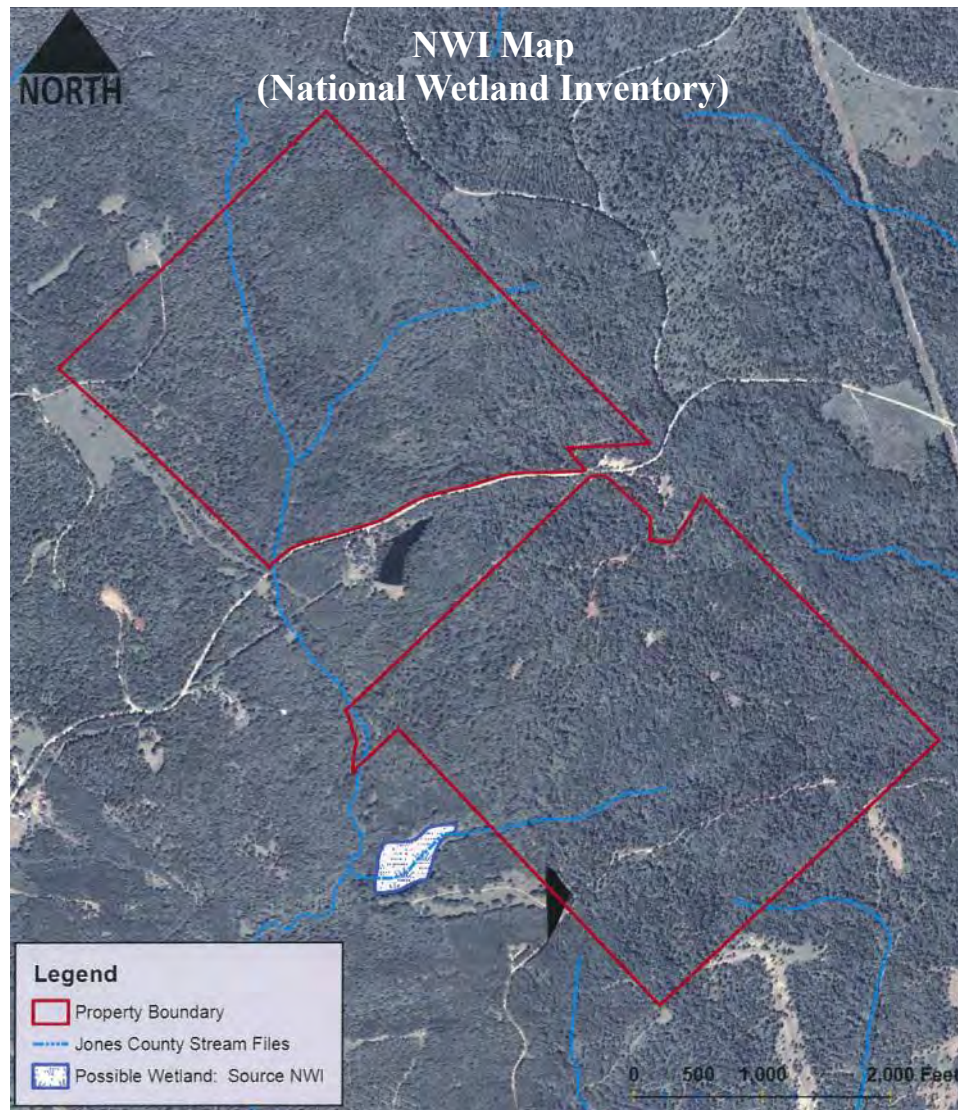 NWI Map
(National Wetland Inventory)
NORTH
Legend
Property Boundary
Jones County Stream Files
Possible Wetland: Source NWI
0 500 1,000 2,000 Feet